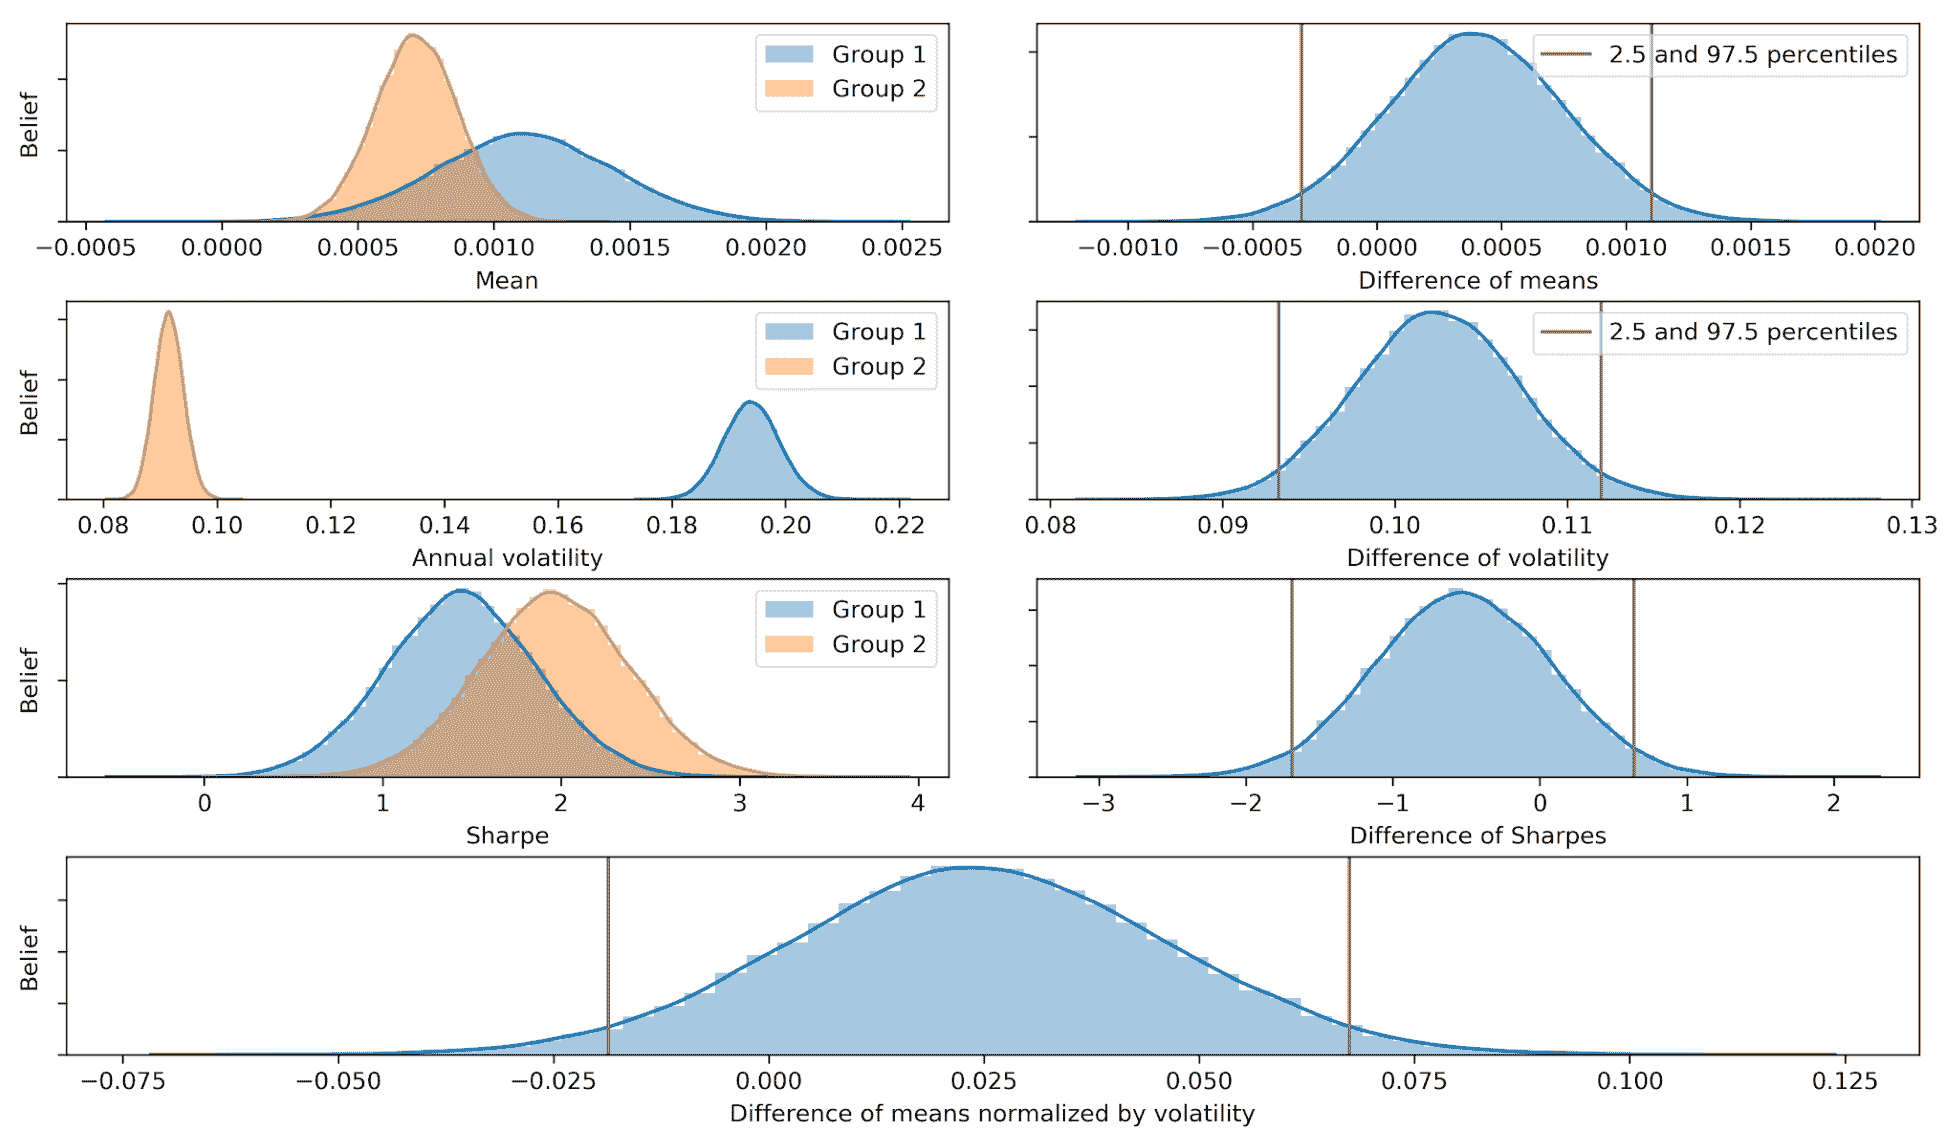 Belief
Group 1
Group 2
−0.0005 0.0000 0.0005 0.0010 0.0015 0.0020 0.0025
Mean
2.5 and 97.5 percentiles
−0.0010 −0.0005 0.0000 0.0005 0.0010 0.0015 0.0020
Difference of means
Belief
Group 1
Group 2
0.08 0.10 0.12 0.14 0.16 0.18 0.20 0.22
Annual volatility
2.5 and 97.5 percentiles
0.08 0.09 0.10 0.11 0.12 0.13
Difference of volatility
Belief
Group 1
Group 2
0 1 2 3 4
Sharpe
−3 −2 −1 0 1 2
Difference of Sharpes
Belief
−0.075 −0.050 −0.025 0.000 0.025 0.050 0.075 0.100 0.125
Difference of means normalized by volatility